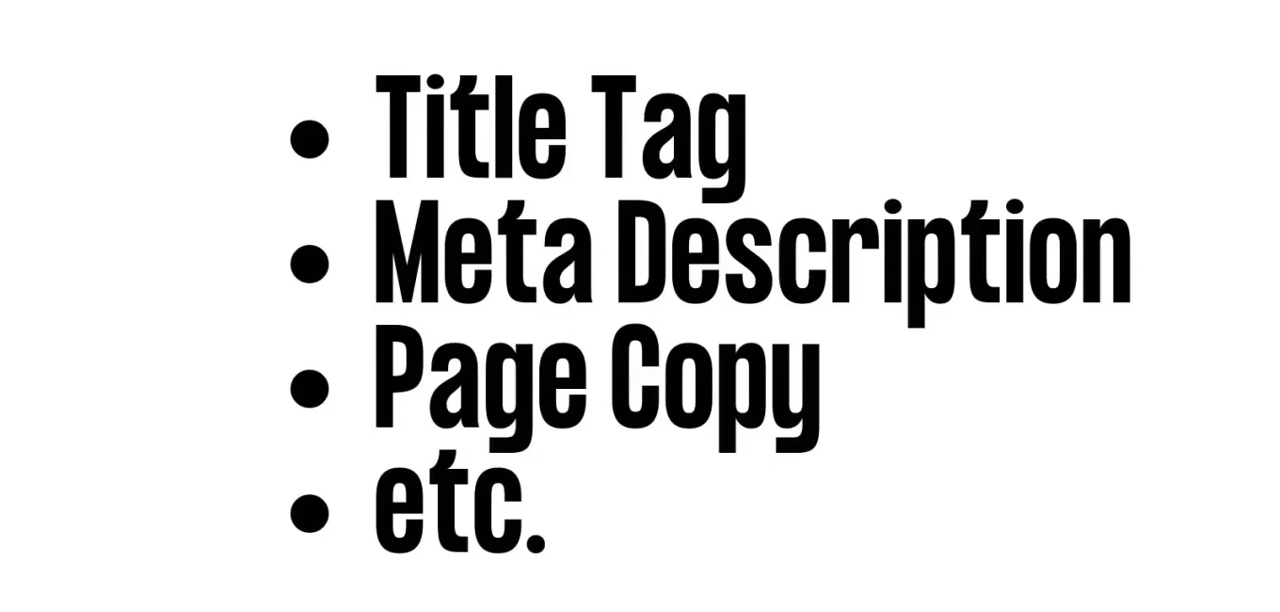 • Title Tag
• Meta Description
• Page Copy
• etc.